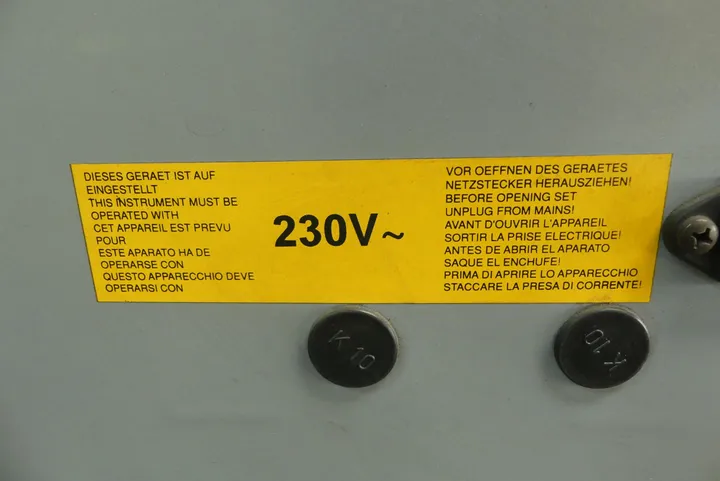 DIESES GERAET IST AUF
EINGESTELLT
THIS INSTRUMENT MUST BE
OPERATED WITH
CET APPAREIL EST PREVU
POUR
ESTE APARATO HA DE
OPERARSE CON
QUESTO APPARECCHIO DEVE
OPERARSI CON
230V~
VOR OEFFNEN DES GERAETES
NETZSTECKER HERAUSZIEHEN!
BEFORE OPENING SET
UNPLUG FROM MAINS!
AVANT D'OUVRIR L'APPAREIL
SORTIR LA PRISE ELECTRIQUE!
ANTES DE ABRIR EL APARATO
SAQUE EL ENCHUFE!
PRIMA DI APRIRE LO APPARECCHIO
STACCARE LA PRESA DI CORRENTE!
K 10
K 10